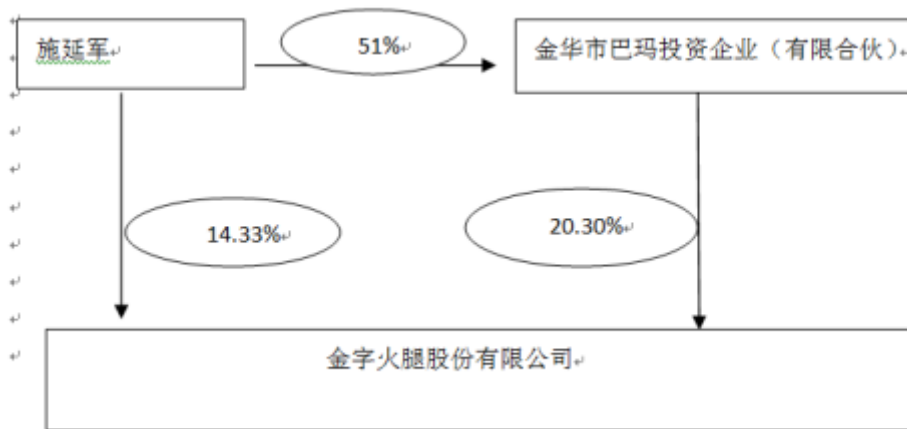 施延军
51%
金华市巴玛投资企业（有限合伙）
14.33%
20.30%
金字火腿股份有限公司